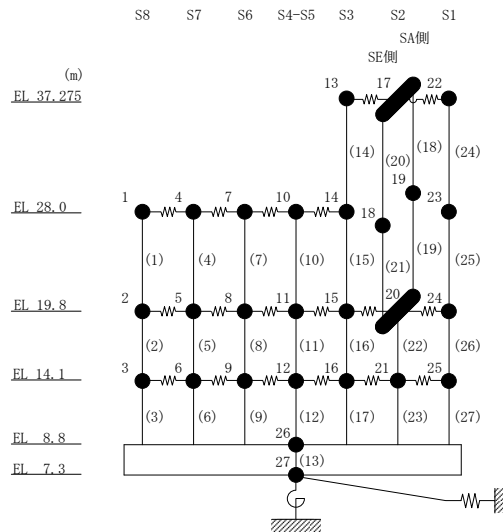 S8 S7 S6 S4-S5 S3 S2 S1
SA側
SE側
(m)
EL 37.275 13 17 22
(14) (20) (18) (24)
19
EL 28.0 1 4 7 10 14 18 23
(1) (4) (7) (10) (15) (21) (19) (25)
EL 19.8 2 5 8 11 15 20 24
(2) (5) (8) (11) (16) (22) (26)
EL 14.1 3 6 9 12 16 21 25
(3) (6) (9) (12) (17) (23) (27)
EL 8.8 26
EL 7.3 27 (13)